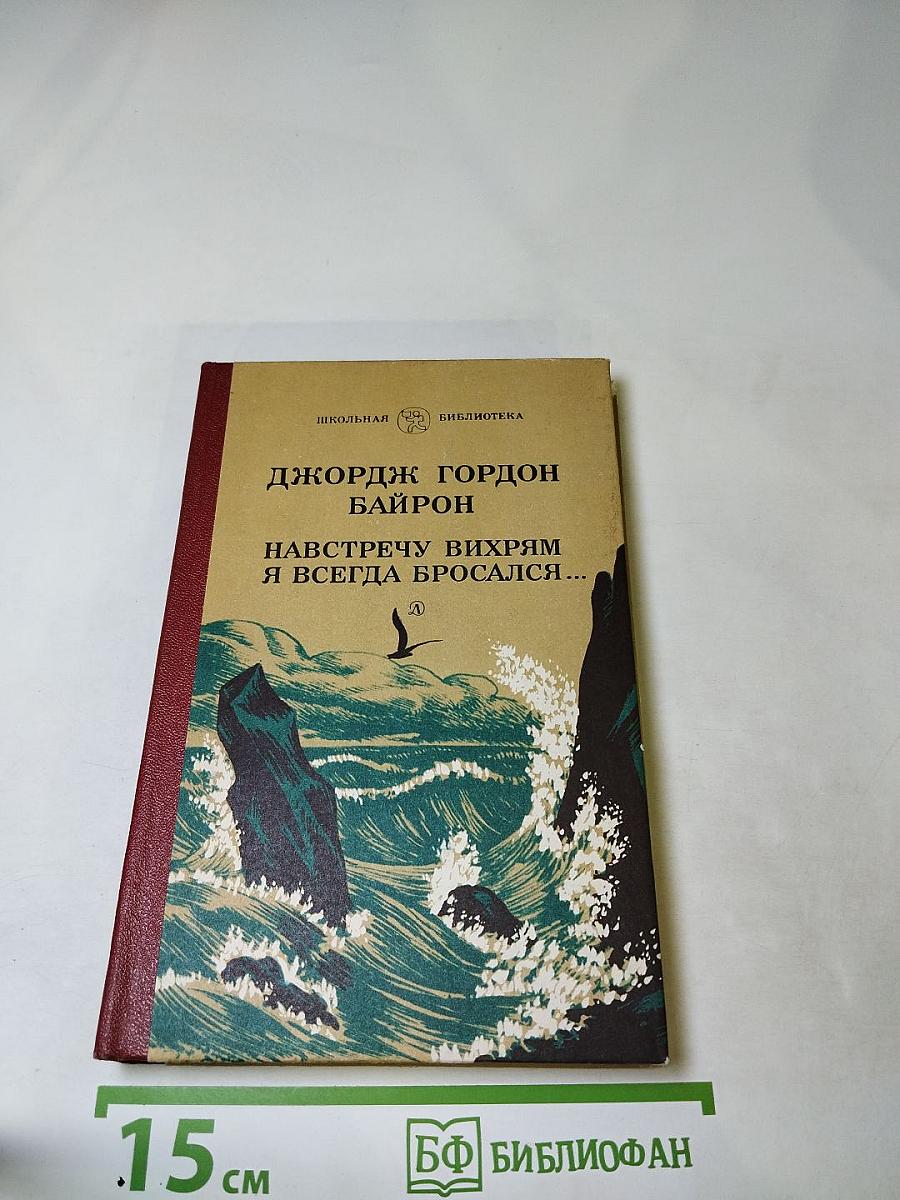 ШКОЛЬНАЯ БИБЛИОТЕКА
ДЖОРДЖ ГОРДОН
БАЙРОН
НАВСТРЕЧУ ВИХРЯМ
Я ВСЕГДА БРОСАЛСЯ...
Д
15 см
БФ БИБЛИОФАН